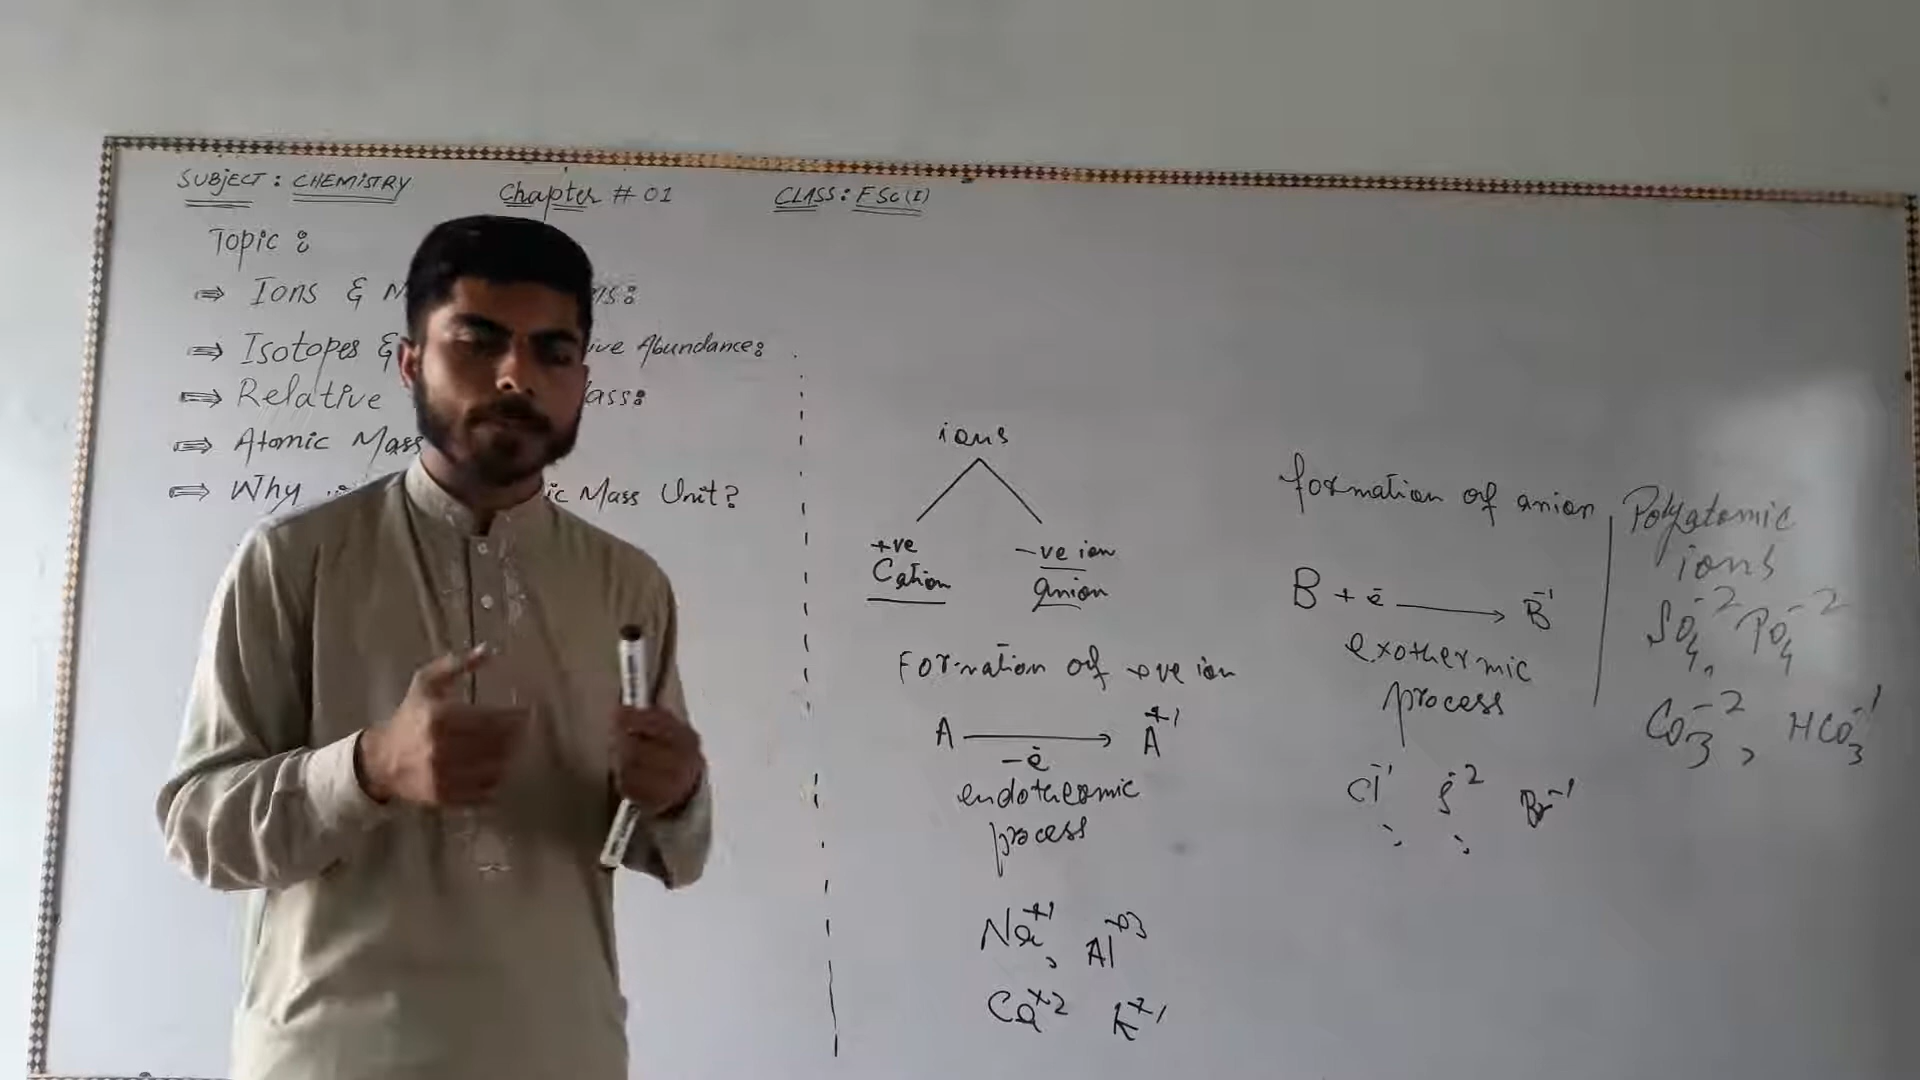 SUBJECT : CHEMISTRY Chapter # 01 CLASS: FSC(I)
Topic :
⇒ Ions &
⇒ Isotopes & Abundance:
⇒ Relative
⇒ Atomic Mass
⇒ Why Mass Unit?
ions
+ve
Cation
-ve ion
anion
Formation of +ve ion
A ⟶ A+1
-ē
endothermic
process
Na+1, Al+3
Ca+2 K+1
formation of anion
B + ē ⟶ B-1
exothermic
process
Cl-1 S-2 Br-1
Polyatomic
ions
SO4-2, PO4-2
CO3-2, HCO3-1